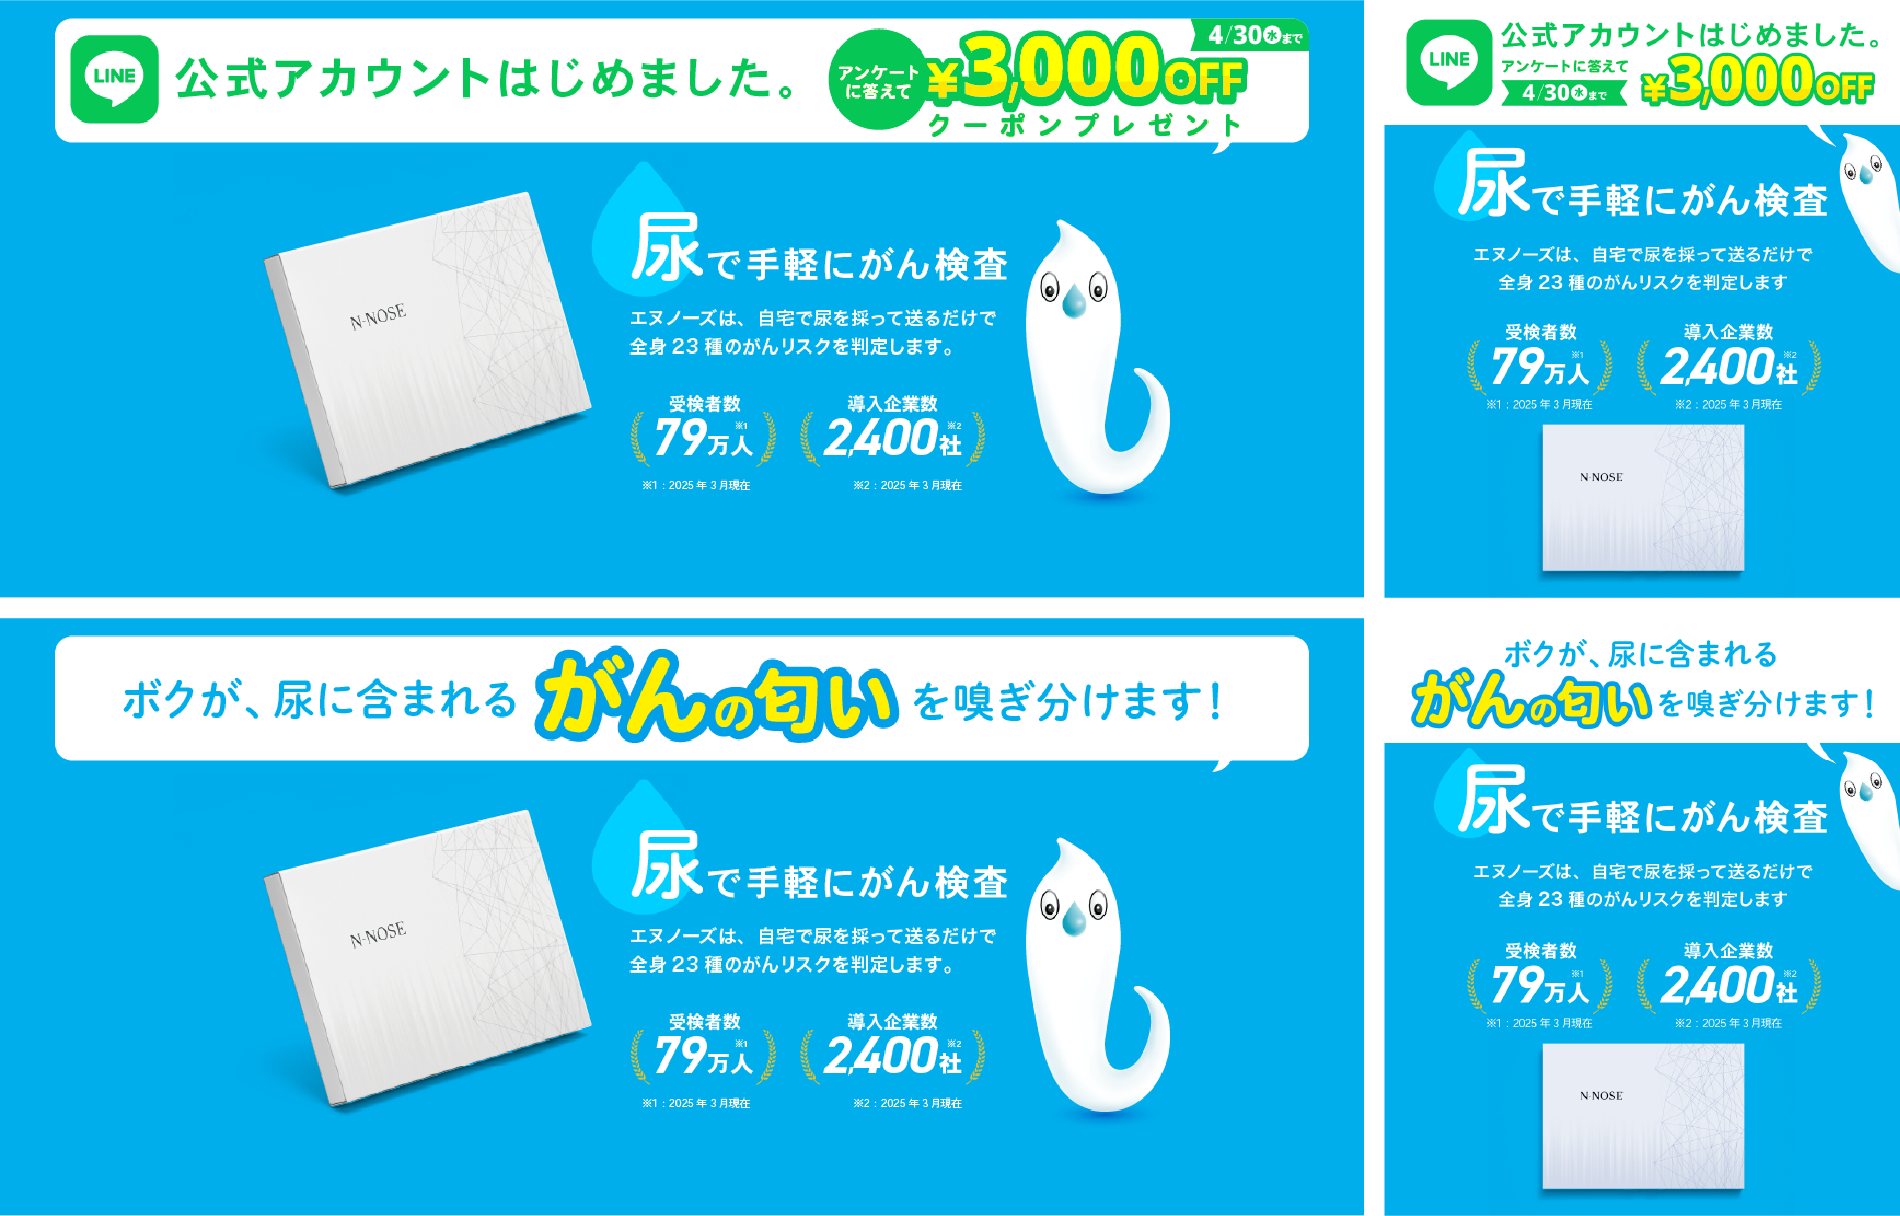 LINE
公式アカウントはじめました。
アンケート
に答えて
¥3,000OFF
4/30水まで
クーポンプレゼント
N-NOSE
尿で手軽にがん検査
エヌノーズは、自宅で尿を採って送るだけで
全身23種のがんリスクを判定します。
受検者数
79万人※1
※1：2025年3月現在
導入企業数
2,400社※2
※2：2025年3月現在
LINE
公式アカウントはじめました。
アンケートに答えて
4/30水まで
¥3,000OFF
尿で手軽にがん検査
エヌノーズは、自宅で尿を採って送るだけで
全身23種のがんリスクを判定します
受検者数
79万人※1
※1：2025年3月現在
導入企業数
2,400社※2
※2：2025年3月現在
N-NOSE
ボクが、尿に含まれるがんの匂いを嗅ぎ分けます！
N-NOSE
尿で手軽にがん検査
エヌノーズは、自宅で尿を採って送るだけで
全身23種のがんリスクを判定します。
受検者数
79万人※1
※1：2025年3月現在
導入企業数
2,400社※2
※2：2025年3月現在
ボクが、尿に含まれる
がんの匂いを嗅ぎ分けます！
尿で手軽にがん検査
エヌノーズは、自宅で尿を採って送るだけで
全身23種のがんリスクを判定します
受検者数
79万人※1
※1：2025年3月現在
導入企業数
2,400社※2
※2：2025年3月現在
N-NOSE